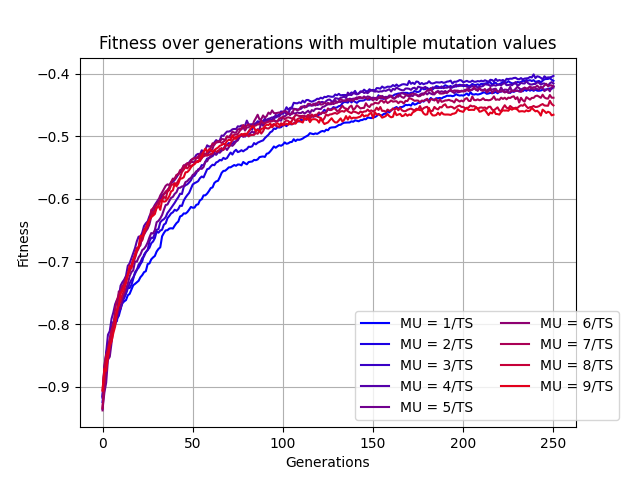 Fitness over generations with multiple mutation values
−0.4
−0.5
−0.6
−0.7
−0.8
−0.9
Fitness
MU = 1/TS
MU = 2/TS
MU = 3/TS
MU = 4/TS
MU = 5/TS
MU = 6/TS
MU = 7/TS
MU = 8/TS
MU = 9/TS
0 50 100 150 200 250
Generations